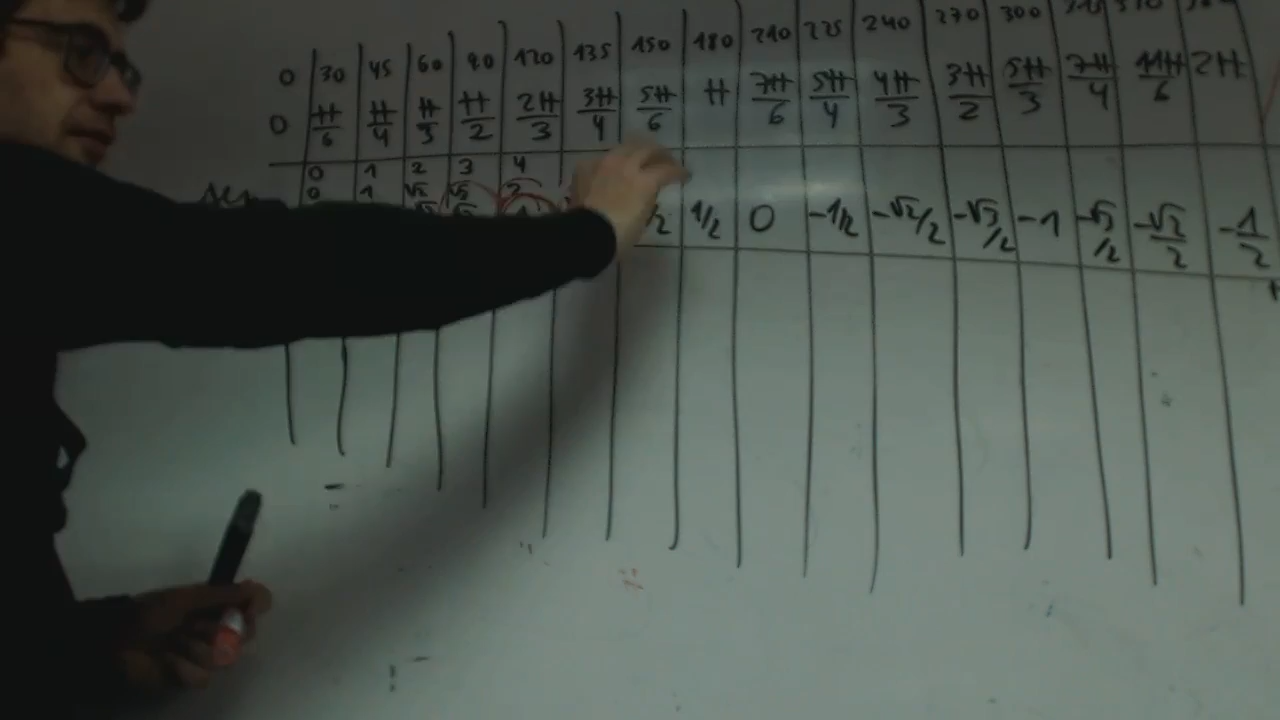 0 30 45 60 90 120 135 150 180 210 225 240 270 300 315
0 π/6 π/4 π/3 π/2 2π/3 3π/4 5π/6 π 7π/6 5π/4 4π/3 3π/2 5π/3 7π/4 11π/6 2π
0 1 2 3 4
0 1 √2 √3 2
1/2 0 -1/2 -√2/2 -√3/2 -1 -√3/2 -√2/2 -1/2